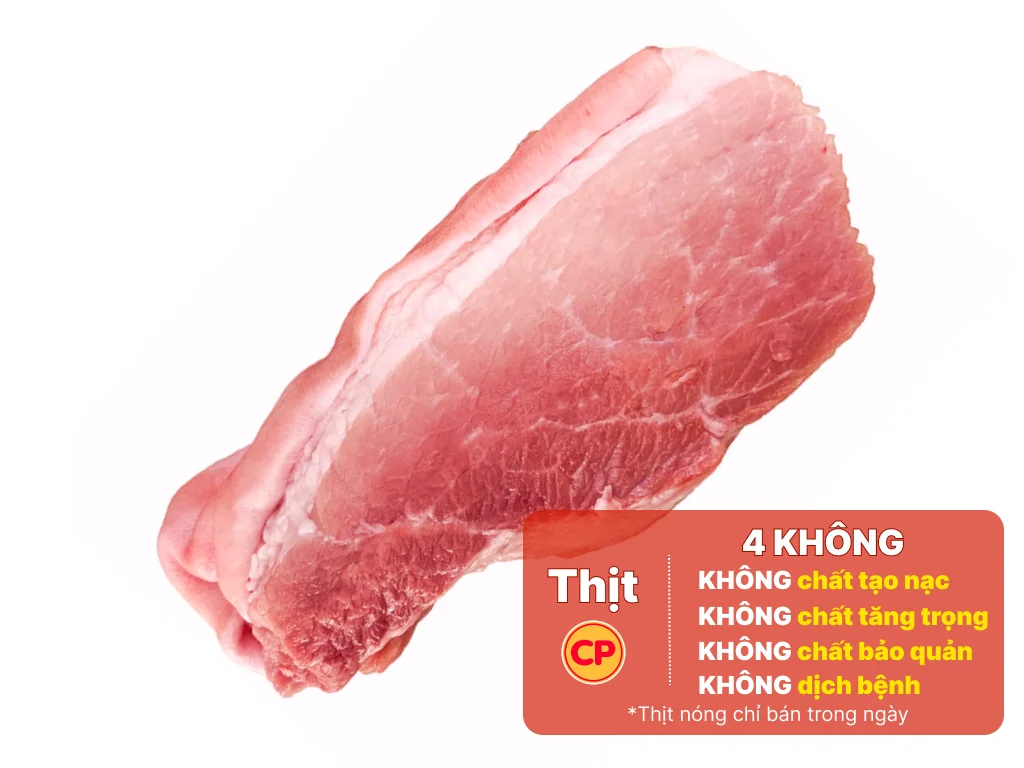 4 KHÔNG
Thịt
CP
KHÔNG chất tạo nạc
KHÔNG chất tăng trọng
KHÔNG chất bảo quản
KHÔNG dịch bệnh
*Thịt nóng chỉ bán trong ngày